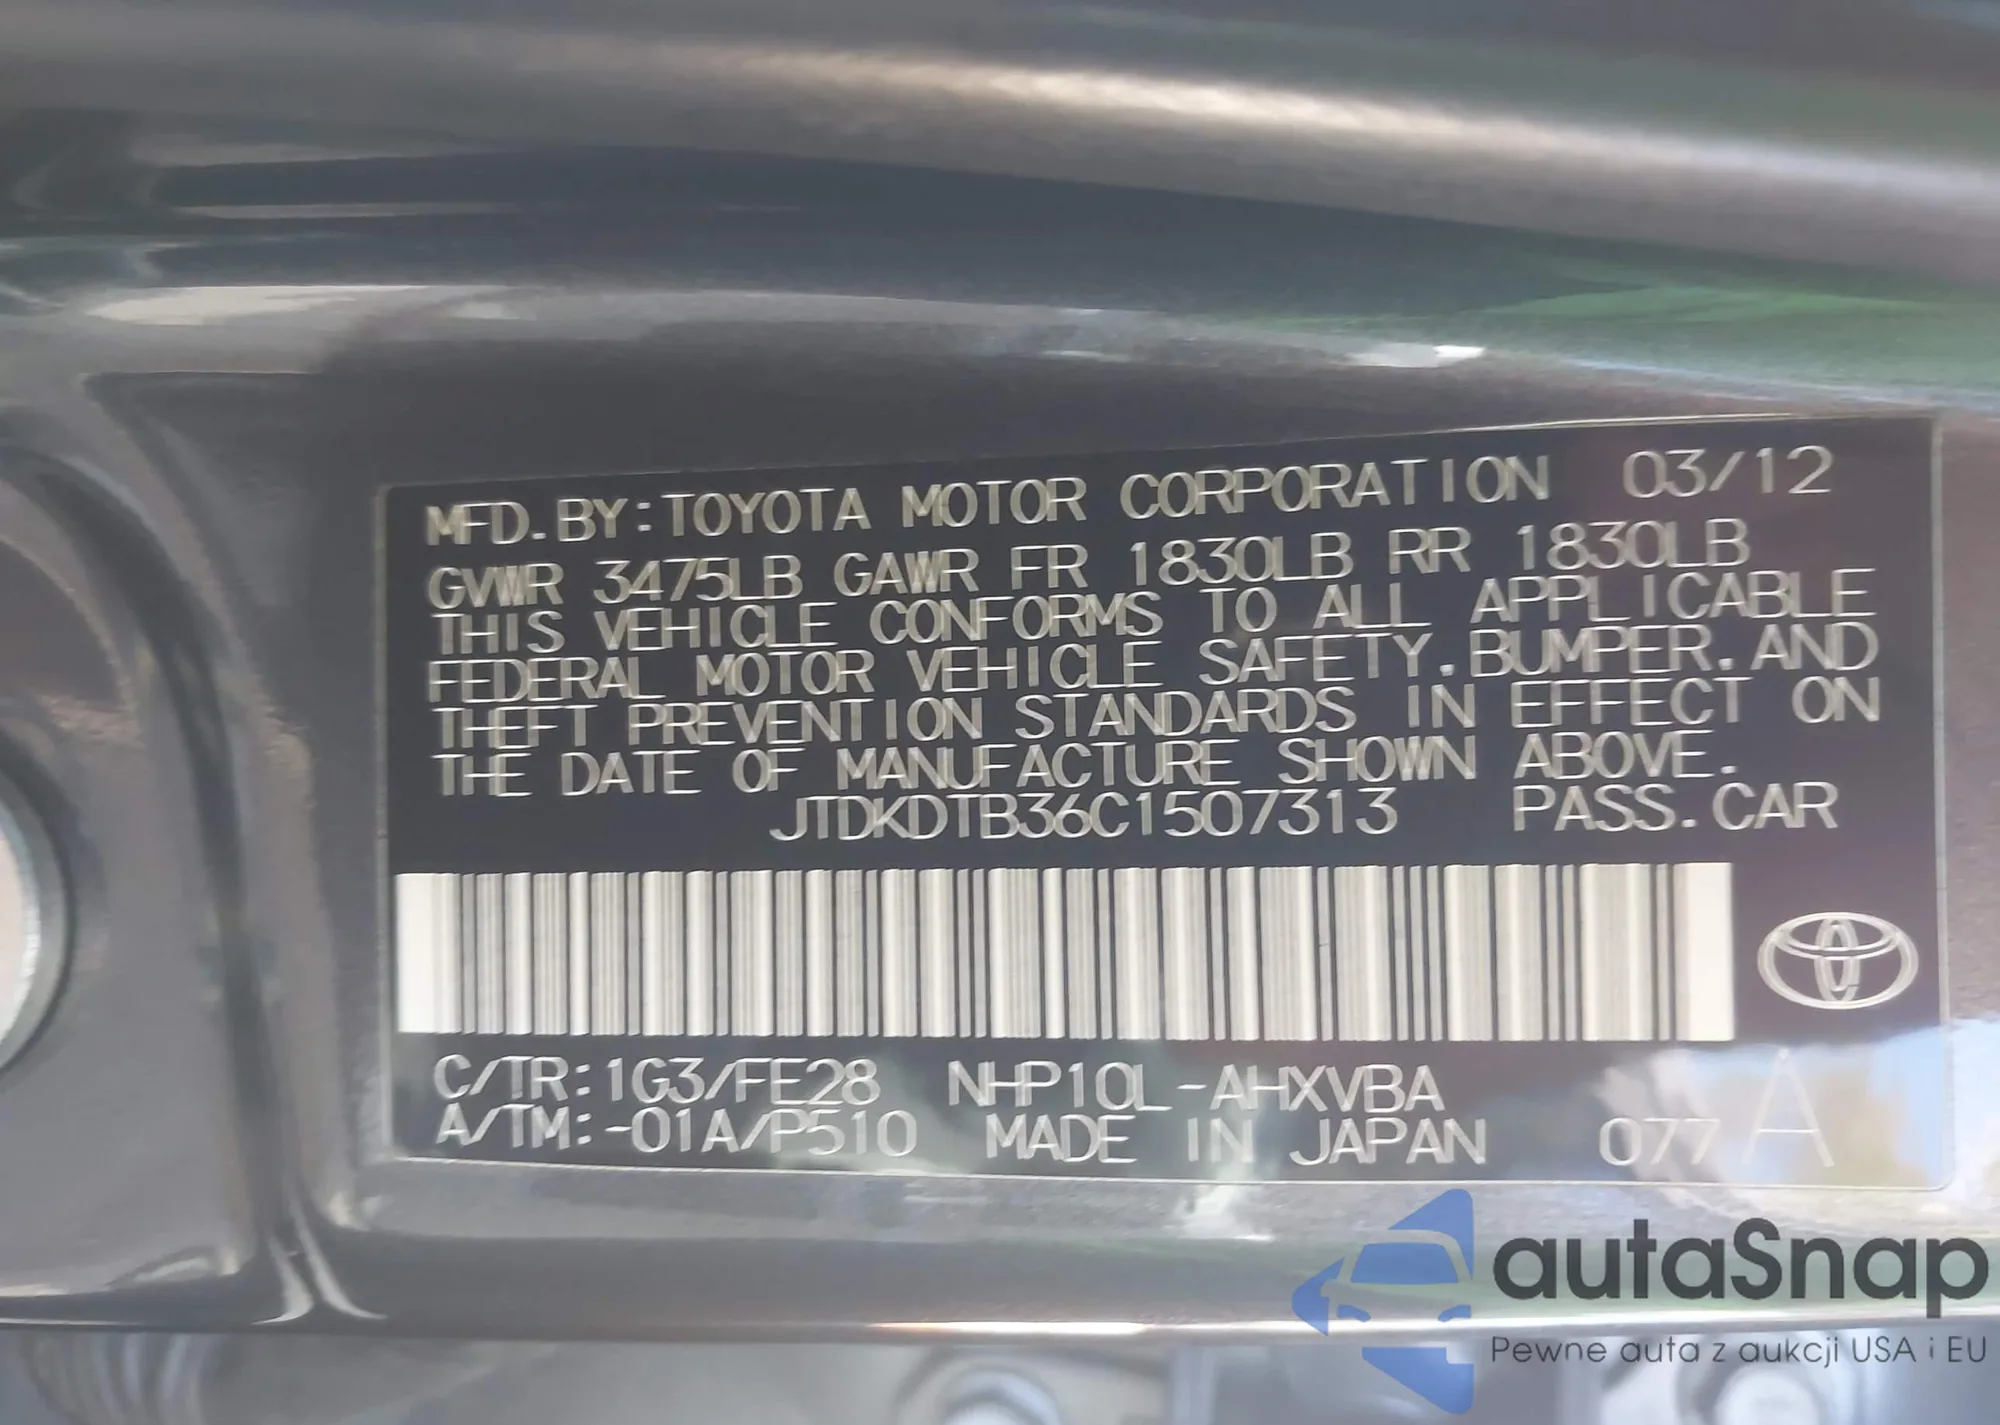 MFD.BY:TOYOTA MOTOR CORPORATION 03/12
GVWR 3475LB GAWR FR 1830LB RR 1830LB
THIS VEHICLE CONFORMS TO ALL APPLICABLE
FEDERAL MOTOR VEHICLE SAFETY.BUMPER.AND
THEFT PREVENTION STANDARDS IN EFFECT ON
THE DATE OF MANUFACTURE SHOWN ABOVE.
JTDKDTB36C1507313 PASS.CAR
C/TR:1G3/FE28 NHP10L-AHXVBA
A/TM:-01A/P510 MADE IN JAPAN 077 A
autaSnap
Pewne auta z aukcji USA i EU